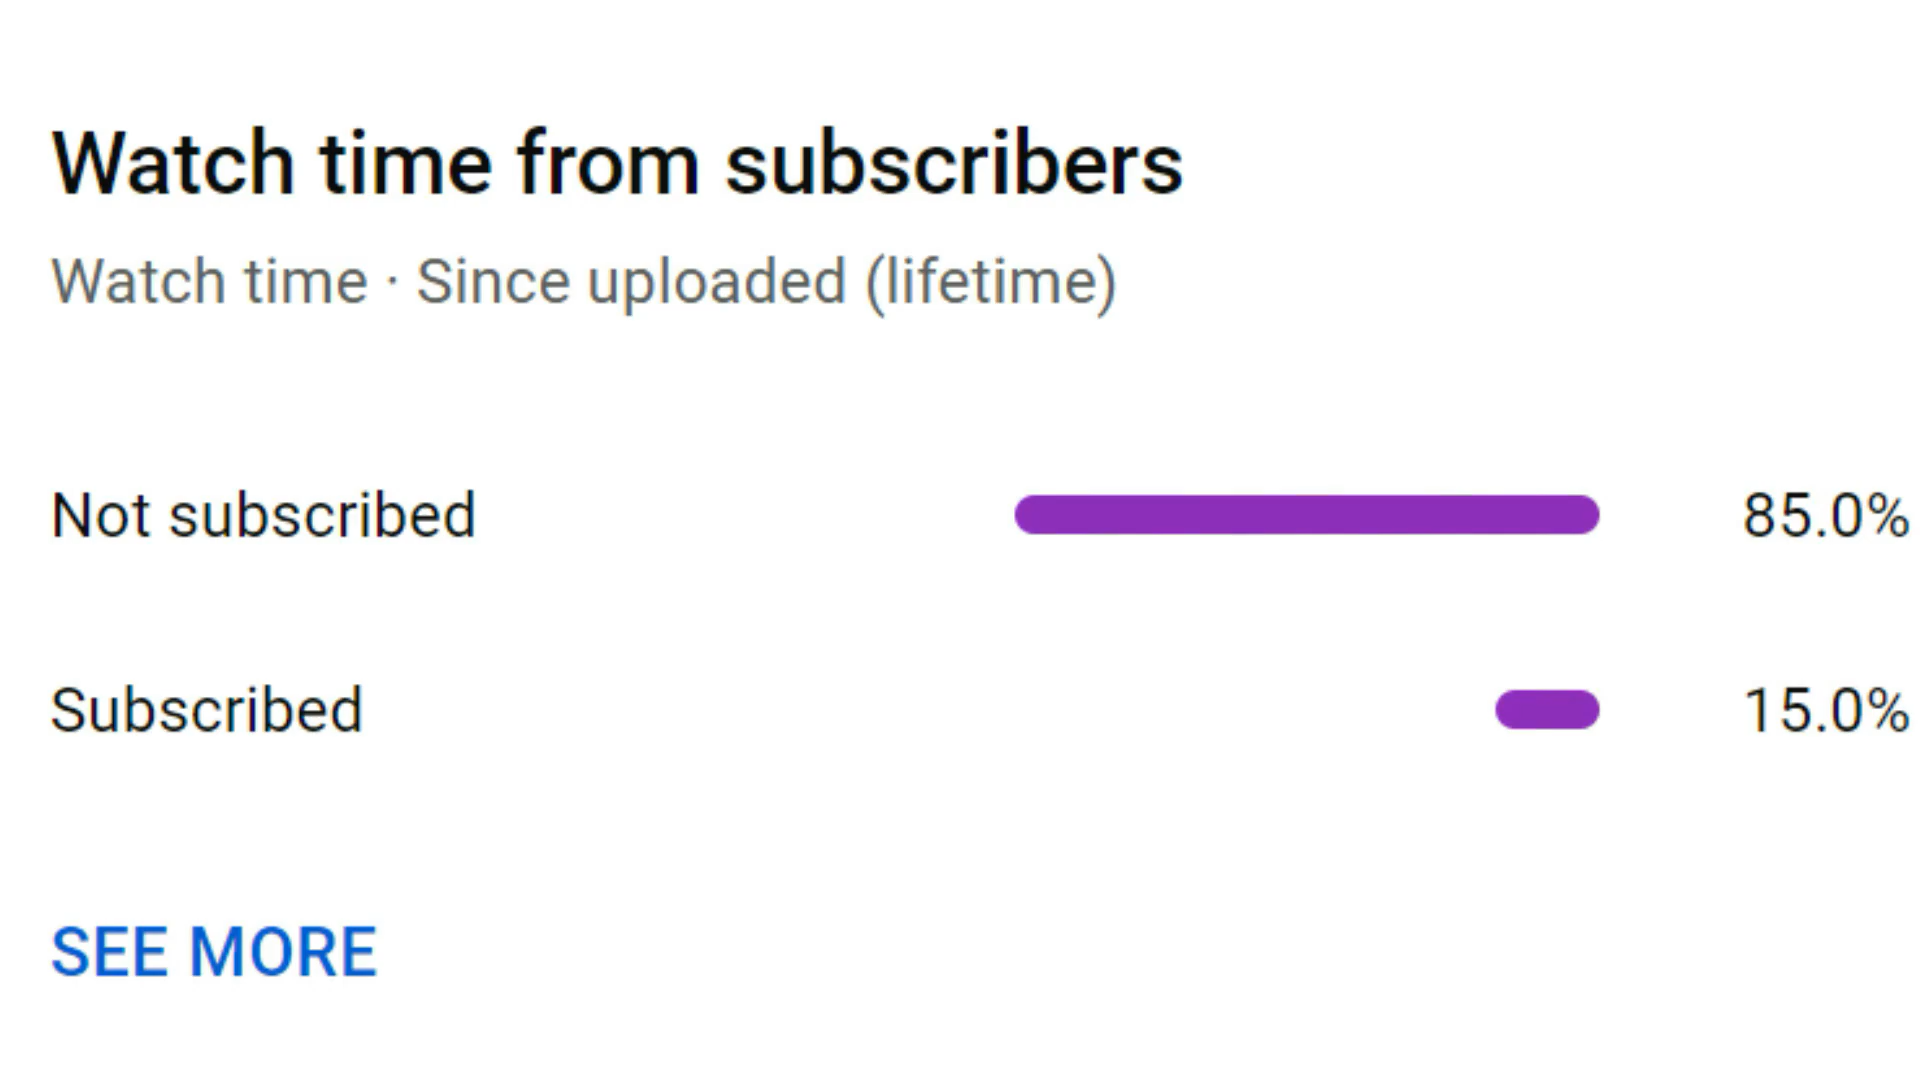 Watch time from subscribers
Watch time · Since uploaded (lifetime)
Not subscribed 85.0%
Subscribed 15.0%
SEE MORE